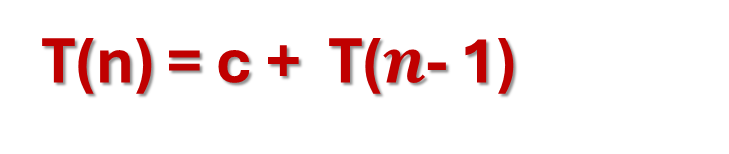 T(n) = c + T(n- 1)